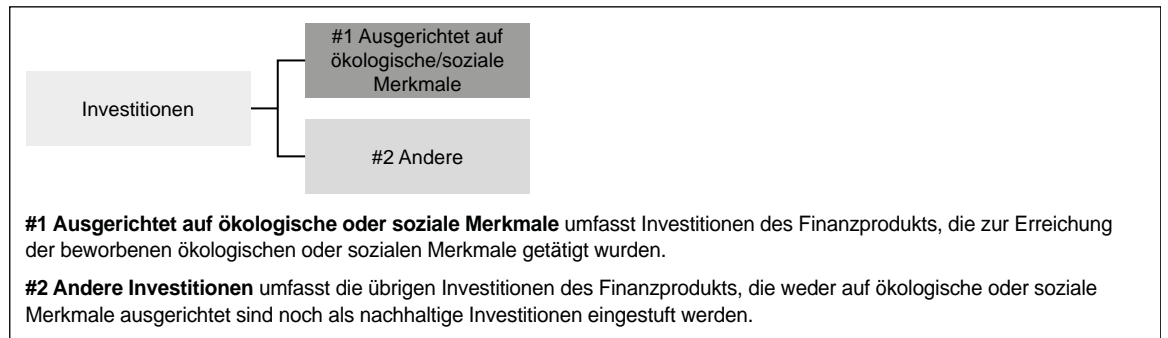 #1 Ausgerichtet auf
ökologische/soziale
Merkmale
Investitionen
#2 Andere
#1 Ausgerichtet auf ökologische oder soziale Merkmale umfasst Investitionen des Finanzprodukts, die zur Erreichung
der beworbenen ökologischen oder sozialen Merkmale getätigt wurden.
#2 Andere Investitionen umfasst die übrigen Investitionen des Finanzprodukts, die weder auf ökologische oder soziale
Merkmale ausgerichtet sind noch als nachhaltige Investitionen eingestuft werden.